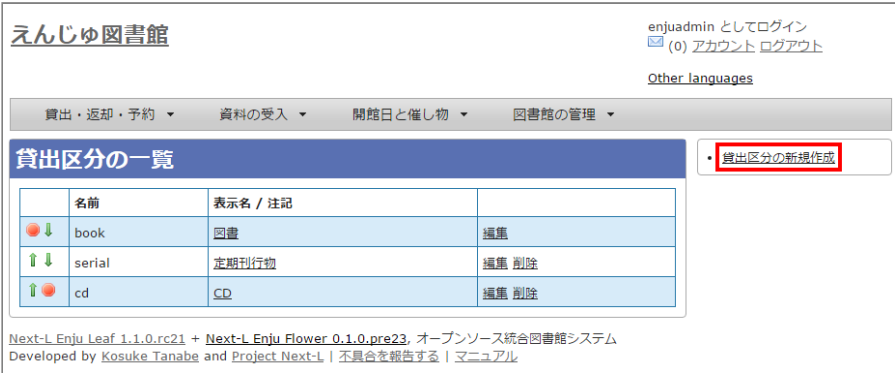 えんじゅ図書館
enjuadmin としてログイン
(0) アカウント ログアウト
Other languages
貸出・返却・予約 ▼ 資料の受入 ▼ 開館日と催し物 ▼ 図書館の管理 ▼
貸出区分の一覧
• 貸出区分の新規作成
名前 表示名 / 注記
book 図書 編集
serial 定期刊行物 編集 削除
cd CD 編集 削除
Next-L Enju Leaf 1.1.0.rc21 + Next-L Enju Flower 0.1.0.pre23, オープンソース統合図書館システム
Developed by Kosuke Tanabe and Project Next-L | 不具合を報告する | マニュアル